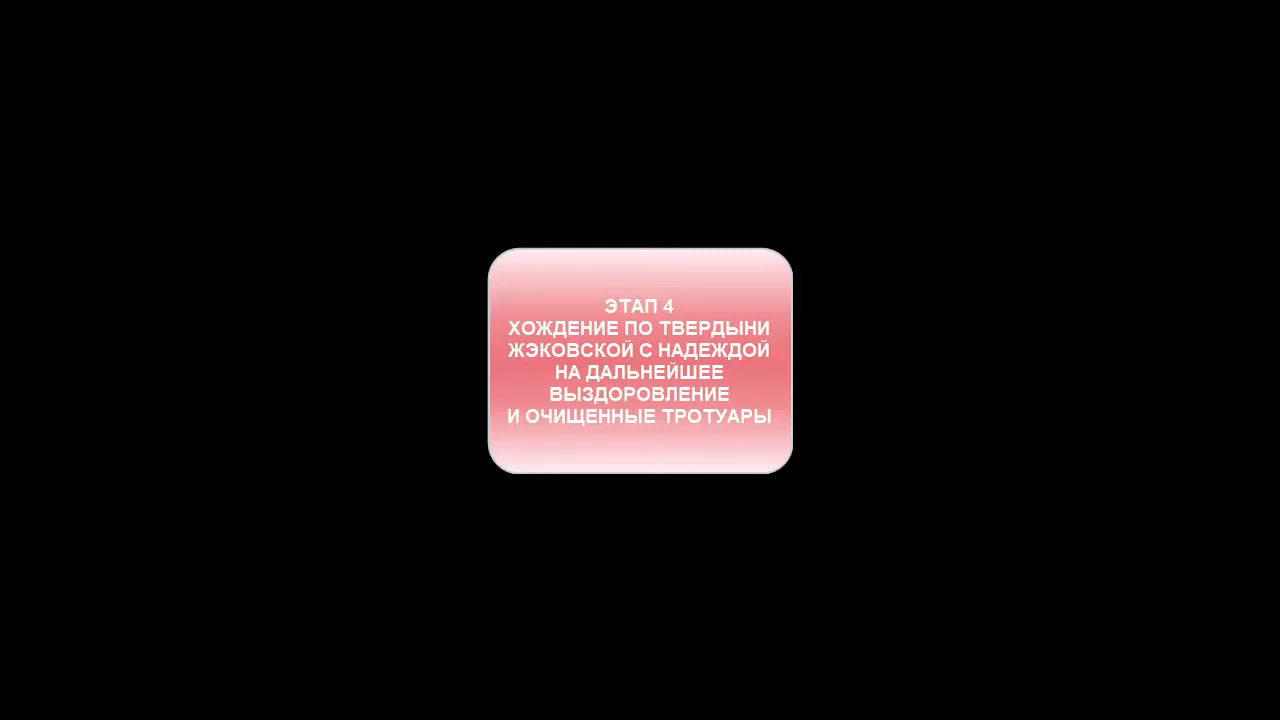 ЭТАП 4
ХОЖДЕНИЕ ПО ТВЕРДЫНИ
ЖЭКОВСКОЙ С НАДЕЖДОЙ
НА ДАЛЬНЕЙШЕЕ
ВЫЗДОРОВЛЕНИЕ
И ОЧИЩЕННЫЕ ТРОТУАРЫ